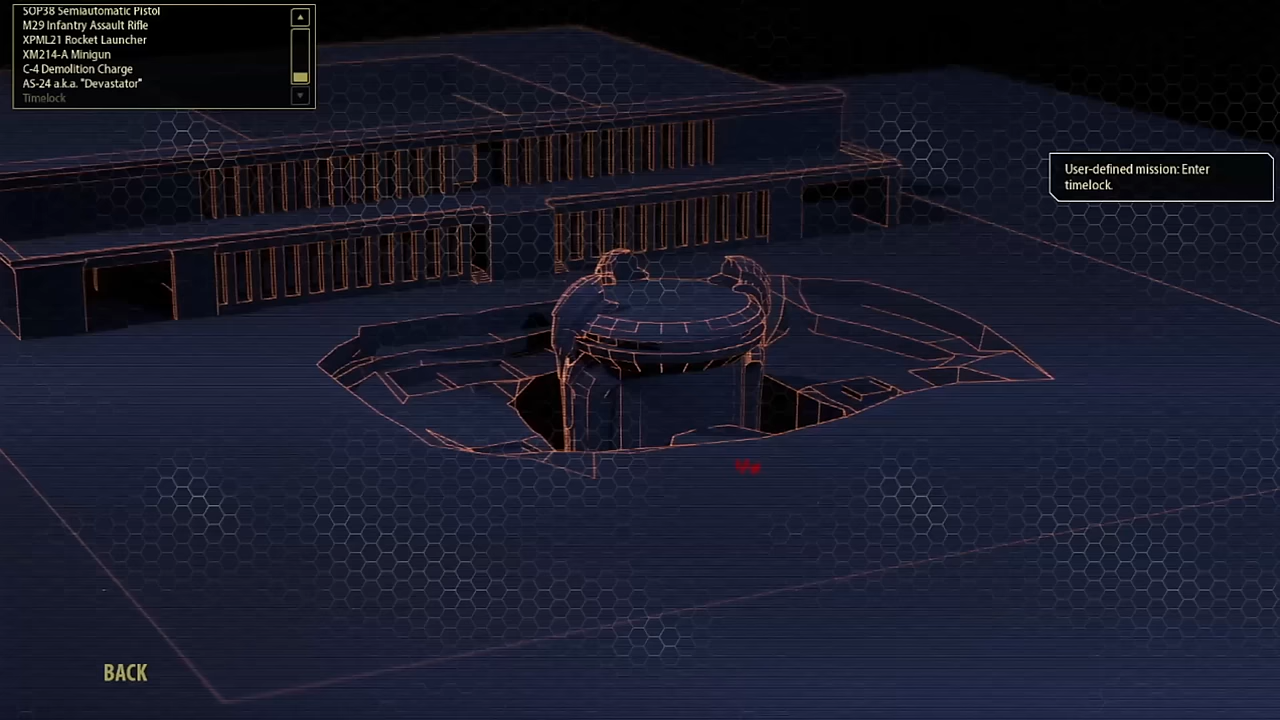 SOP38 Semiautomatic Pistol
M29 Infantry Assault Rifle
XPML21 Rocket Launcher
XM214-A Minigun
C-4 Demolition Charge
AS-24 a.k.a. "Devastator"
Timelock
User-defined mission: Enter
timelock.
BACK